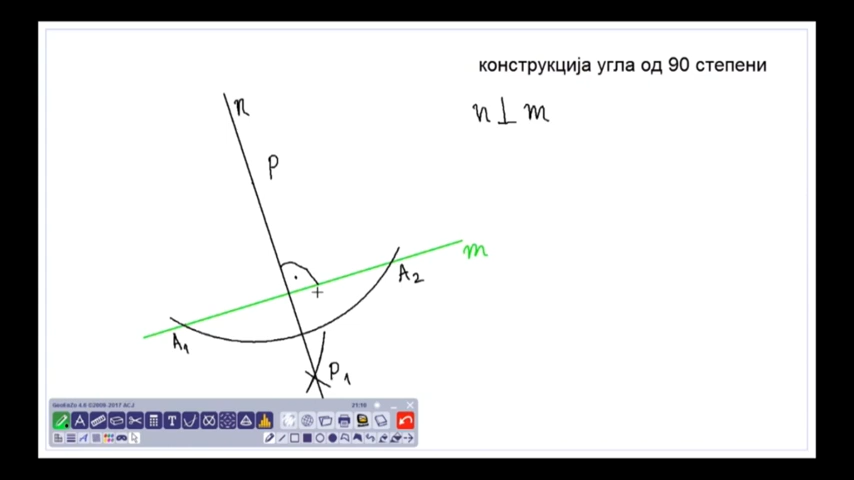 конструкција угла од 90 степени
n
n ⊥ m
P
m
A2
A1
P1